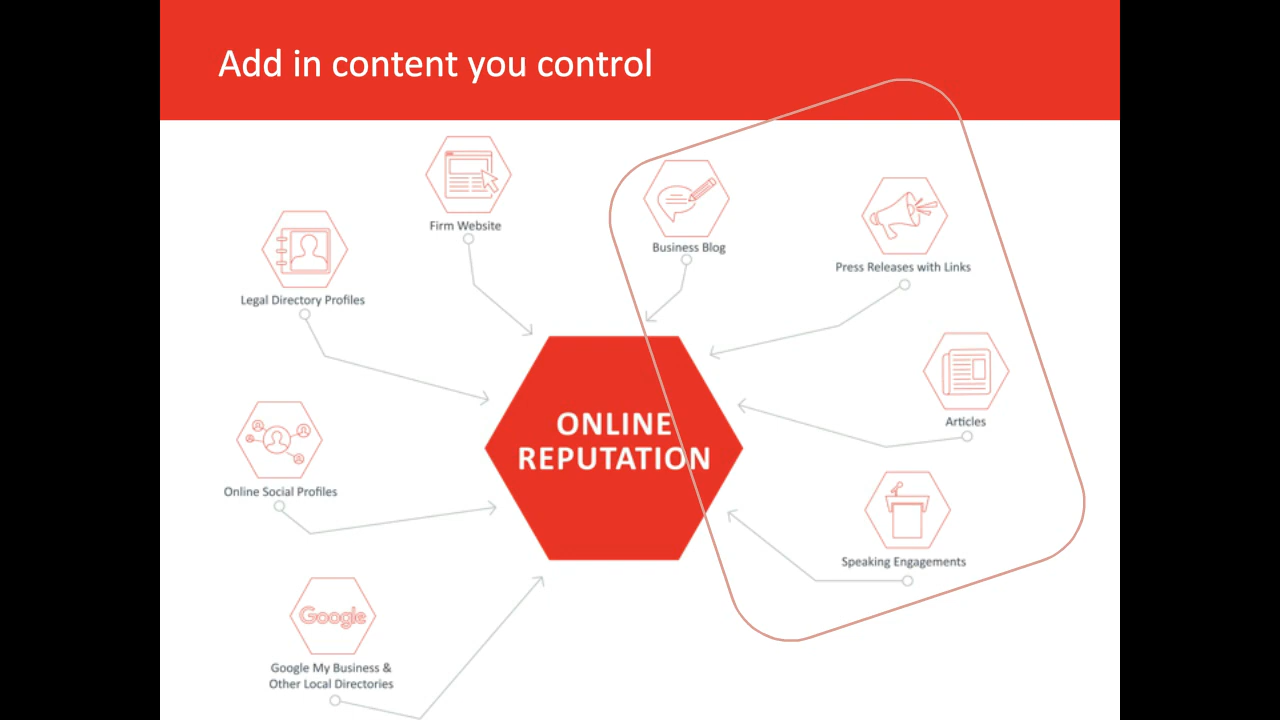 Add in content you control
Firm Website
Business Blog
Press Releases with Links
Legal Directory Profiles
Articles
ONLINE
REPUTATION
Online Social Profiles
Speaking Engagements
Google
Google My Business &
Other Local Directories